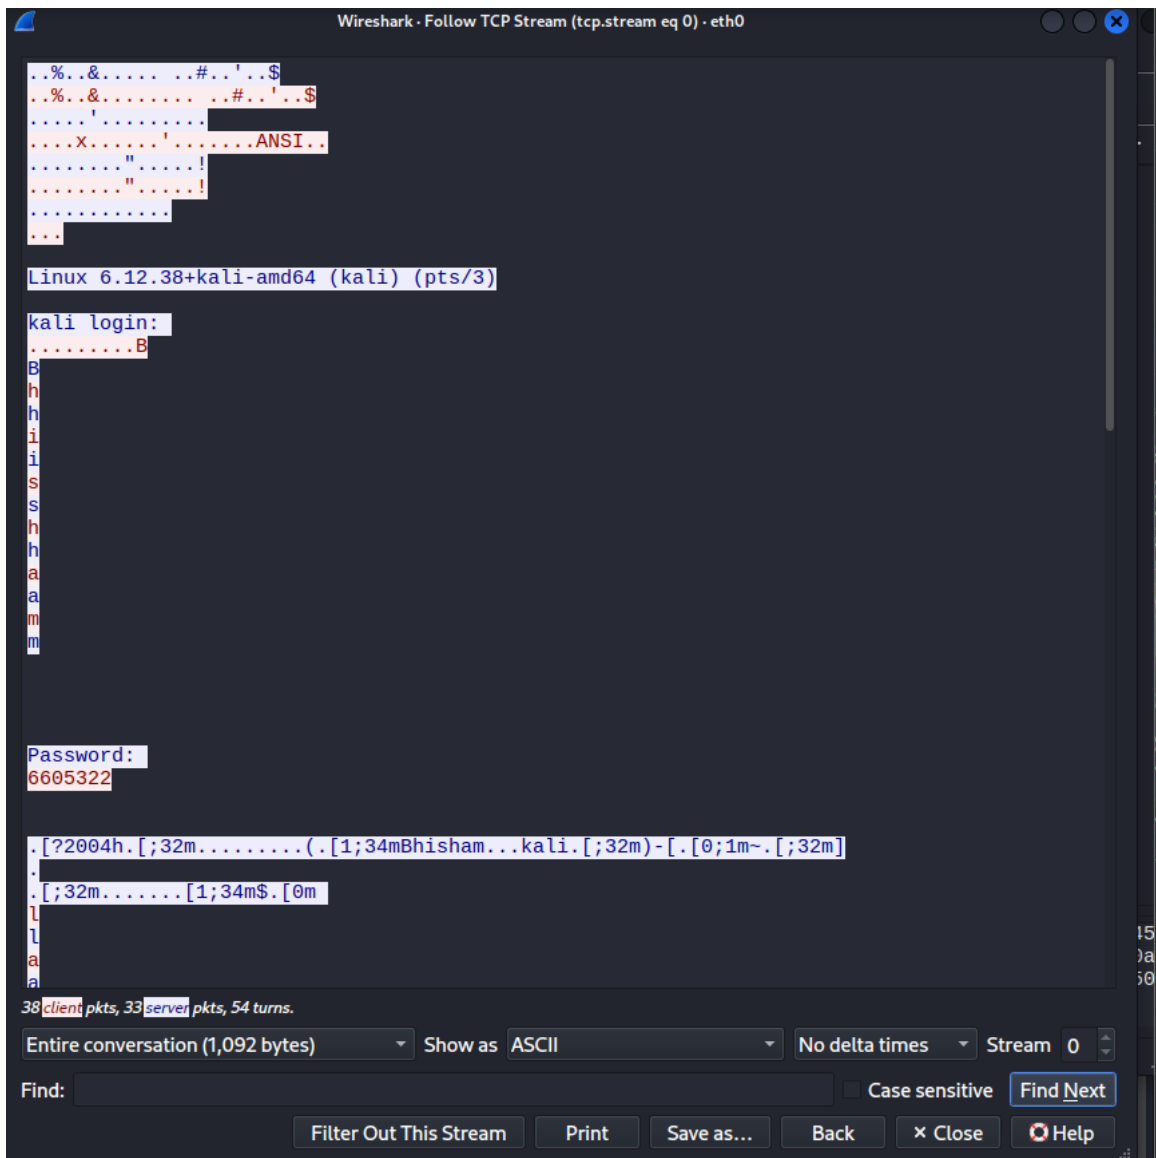 Wireshark · Follow TCP Stream (tcp.stream eq 0) · eth0
..%..&..... ..#..'..$
..%..&........ ..#..'..$
.....'.........
....x......'.......ANSI..
........".....!
........".....!
............
...
Linux 6.12.38+kali-amd64 (kali) (pts/3)
kali login:
.........B
B
h
h
i
i
s
s
h
h
a
a
m
m
Password:
6605322
.[?2004h.[;32m.........(.[1;34mBhisham...kali.[;32m)-[.[0;1m~.[;32m]
.
.[;32m.......[1;34m$.[0m
l
l
a
a
38 client pkts, 33 server pkts, 54 turns.
Entire conversation (1,092 bytes) Show as ASCII No delta times Stream 0
Find: Case sensitive Find Next
Filter Out This Stream Print Save as... Back × Close Help